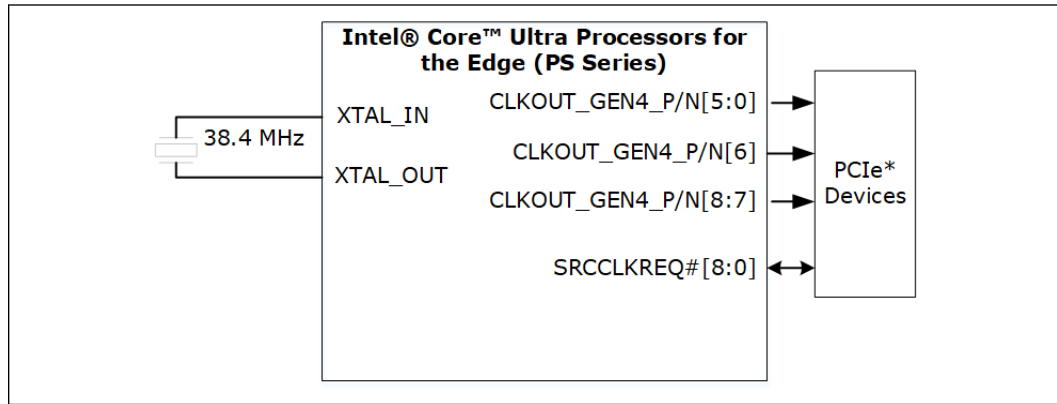 Intel® Core™ Ultra Processors for
the Edge (PS Series)
XTAL_IN
38.4 MHz
XTAL_OUT
CLKOUT_GEN4_P/N[5:0]
CLKOUT_GEN4_P/N[6]
CLKOUT_GEN4_P/N[8:7]
SRCCLKREQ#[8:0]
PCIe*
Devices